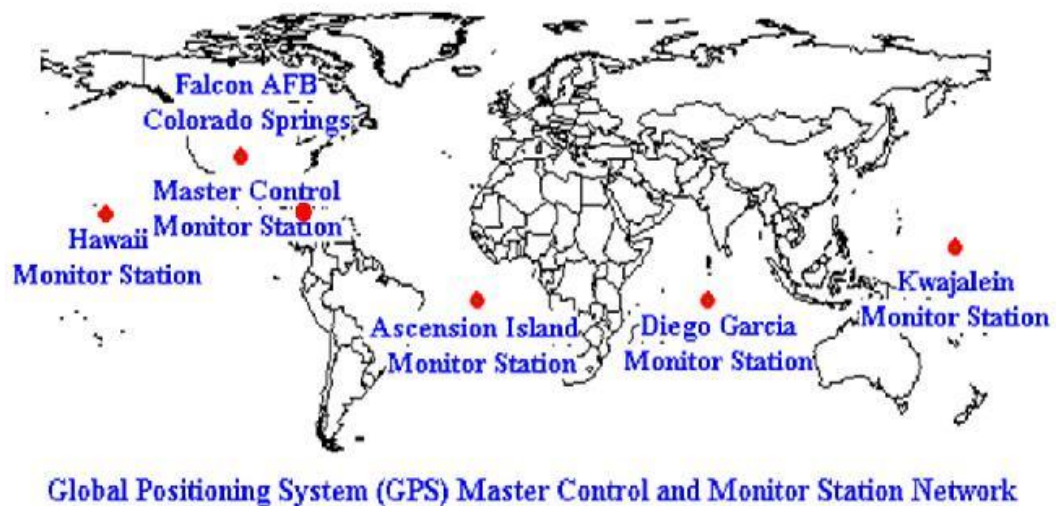 Falcon AFB
Colorado Springs
Master Control
Monitor Station
Hawaii
Monitor Station
Ascension Island
Monitor Station
Diego Garcia
Monitor Station
Kwajalein
Monitor Station
Global Positioning System (GPS) Master Control and Monitor Station Network